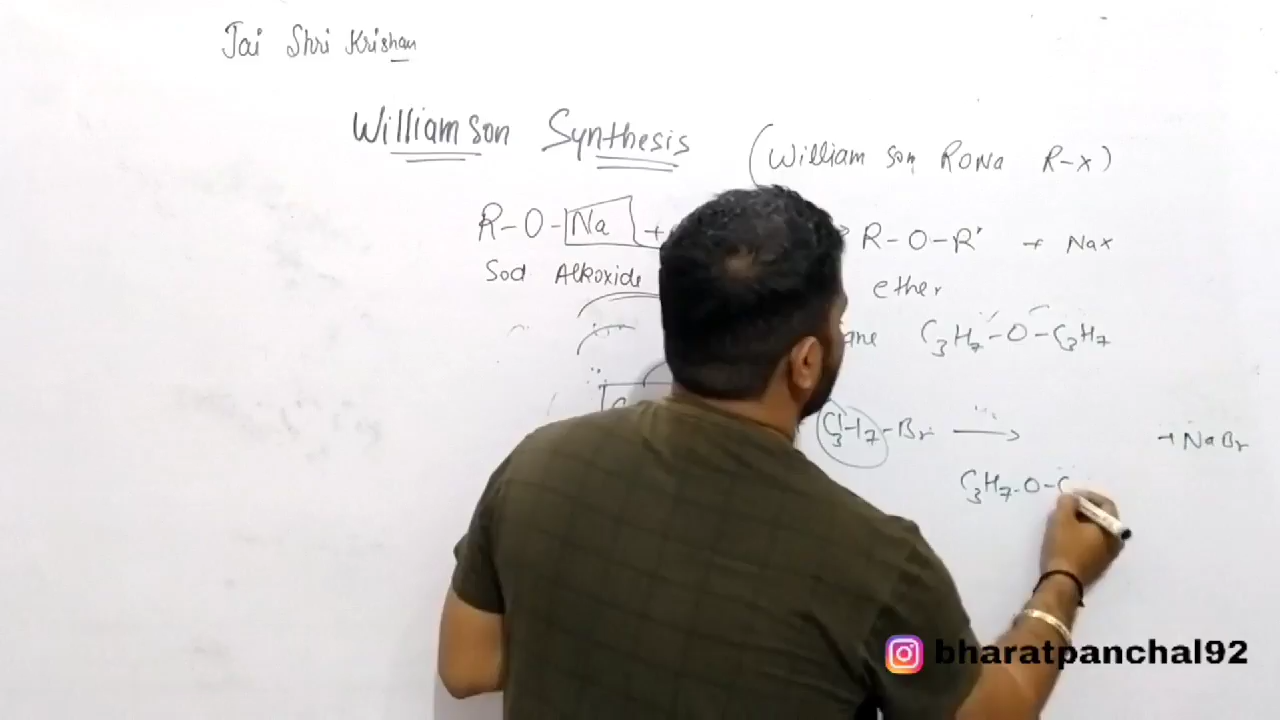 Jai Shri Krishan
Williamson Synthesis (William son RONa R-X)
R-O-Na + R-O-R' + NaX
Sod Alkoxide ether
ane C3H7-O-C3H7
C3H7-Br ⟶ + NaBr
C3H7-O-C
bharatpanchal92